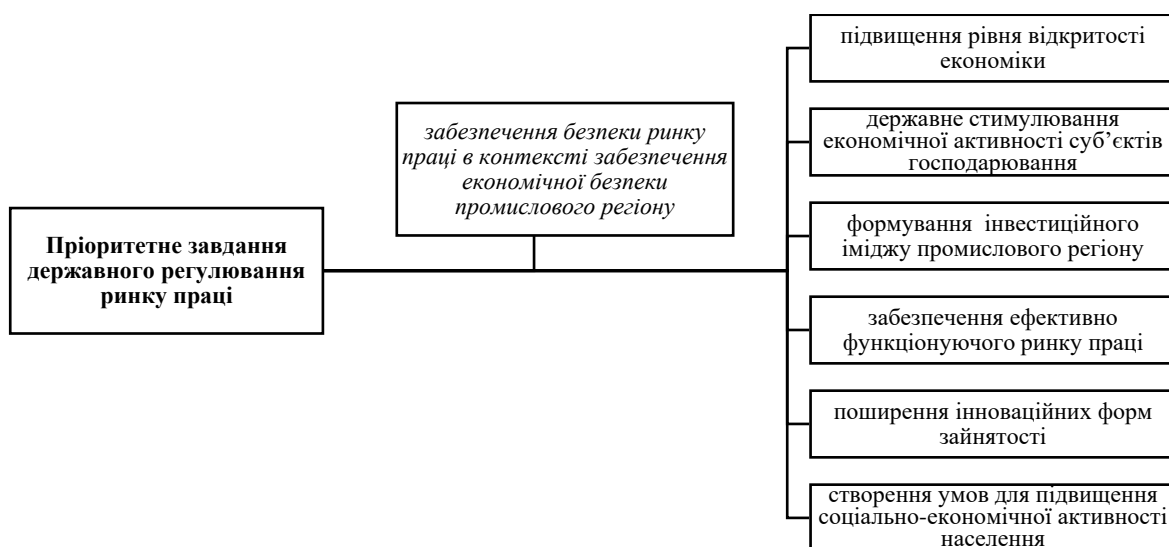 Пріоритетне завдання
державного регулювання
ринку праці
забезпечення безпеки ринку
праці в контексті забезпечення
економічної безпеки
промислового регіону
підвищення рівня відкритості
економіки
державне стимулювання
економічної активності суб’єктів
господарювання
формування  інвестиційного
іміджу промислового регіону
забезпечення ефективно
функціонуючого ринку праці
поширення інноваційних форм
зайнятості
створення умов для підвищення
соціально-економічної активності
населення